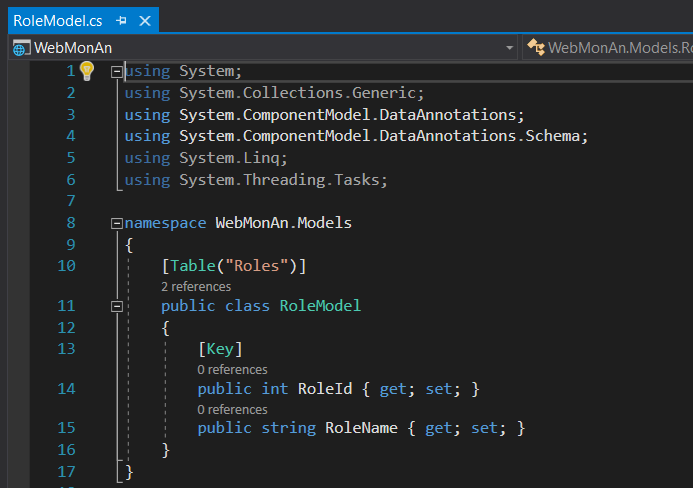 RoleModel.cs
WebMonAn WebMonAn.Models.Ro
1 using System;
2 using System.Collections.Generic;
3 using System.ComponentModel.DataAnnotations;
4 using System.ComponentModel.DataAnnotations.Schema;
5 using System.Linq;
6 using System.Threading.Tasks;
7
8 namespace WebMonAn.Models
9 {
10 [Table("Roles")]
2 references
11 public class RoleModel
12 {
13 [Key]
0 references
14 public int RoleId { get; set; }
0 references
15 public string RoleName { get; set; }
16 }
17 }